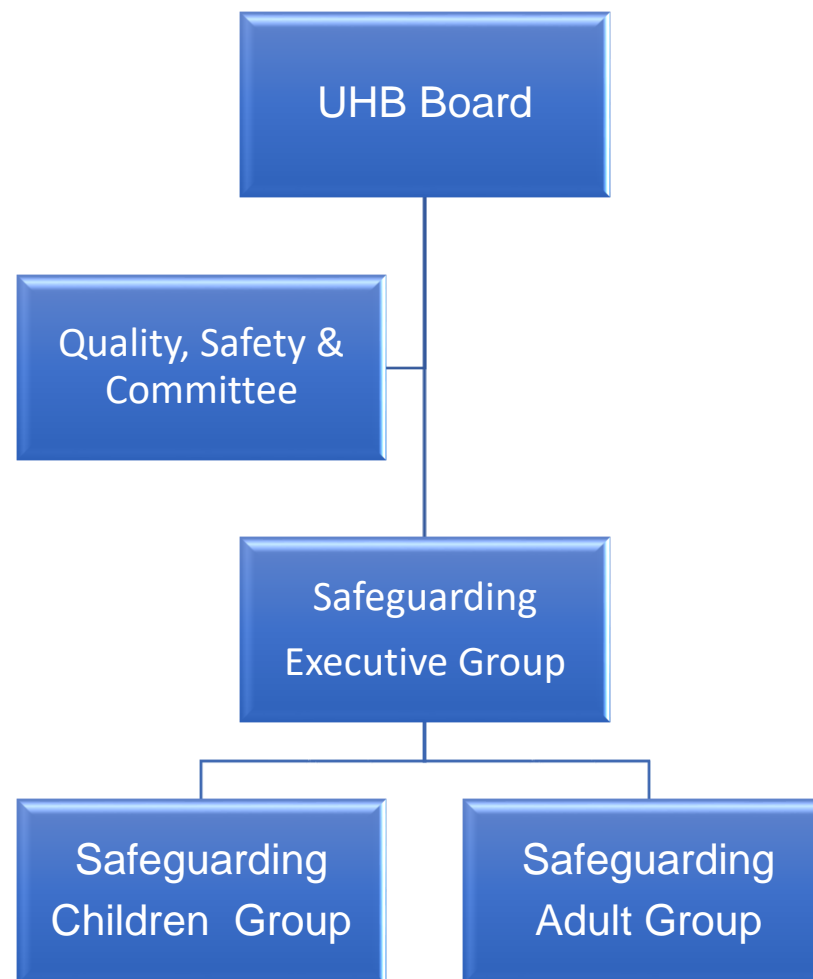 UHB Board
Quality, Safety &
Committee
Safeguarding
Executive Group
Safeguarding
Children Group
Safeguarding
Adult Group